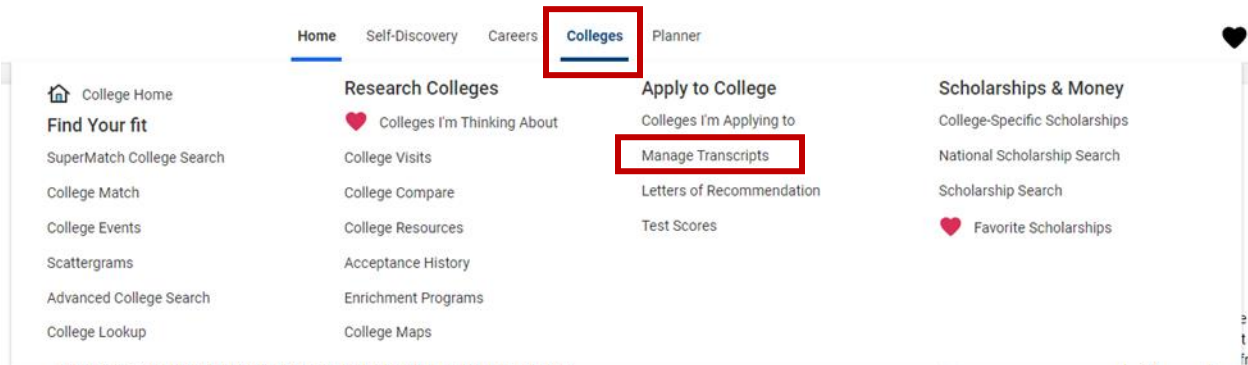 Home Self-Discovery Careers Colleges Planner
College Home
Find Your fit
SuperMatch College Search
College Match
College Events
Scattergrams
Advanced College Search
College Lookup
Research Colleges
Colleges I'm Thinking About
College Visits
College Compare
College Resources
Acceptance History
Enrichment Programs
College Maps
Apply to College
Colleges I'm Applying to
Manage Transcripts
Letters of Recommendation
Test Scores
Scholarships & Money
College-Specific Scholarships
National Scholarship Search
Scholarship Search
Favorite Scholarships